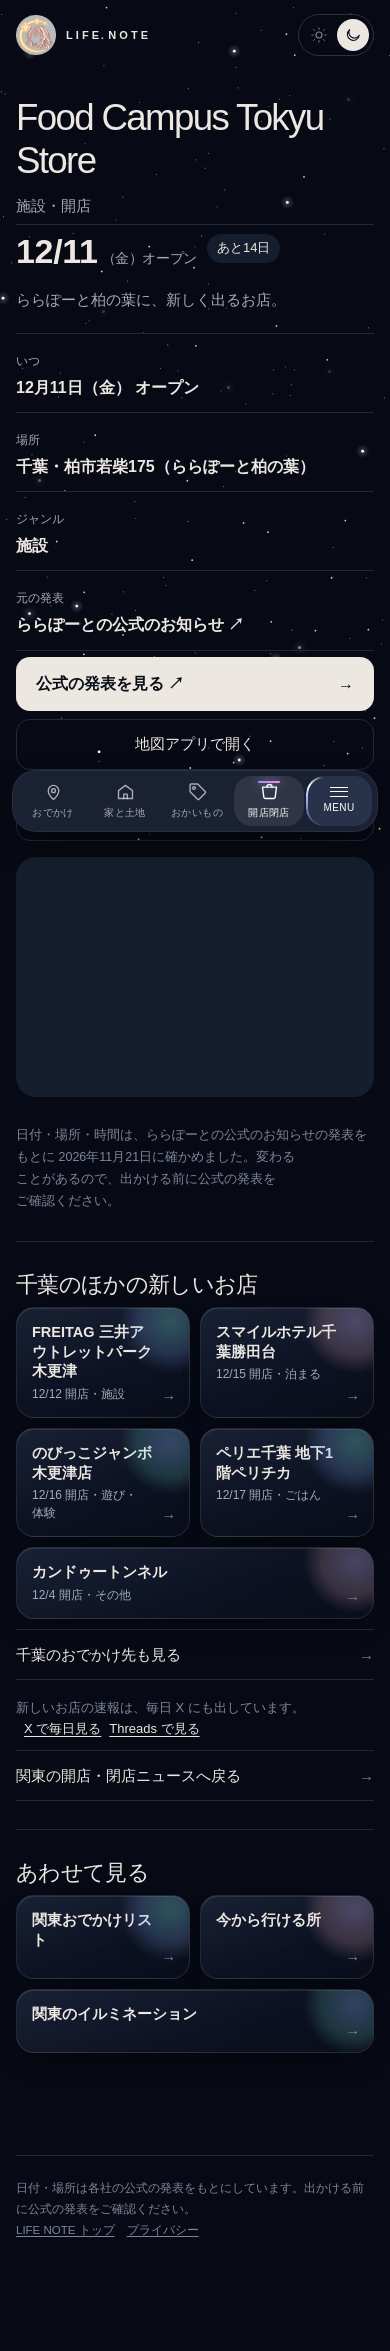 LIFE.NOTE
Food Campus Tokyu
Store
施設・開店
12/11 （金）オープン あと14日
ららぽーと柏の葉に、新しく出るお店。
いつ
12月11日（金） オープン
場所
千葉・柏市若柴175（ららぽーと柏の葉）
ジャンル
施設
元の発表
ららぽーとの公式のお知らせ ↗
公式の発表を見る ↗ →
地図アプリで開く
おでかけ 家と土地 おかいもの 開店閉店 MENU
日付・場所・時間は、ららぽーとの公式のお知らせの発表を
もとに 2026年11月21日に確かめました。変わる
ことがあるので、出かける前に公式の発表を
ご確認ください。
千葉のほかの新しいお店
FREITAG 三井ア
ウトレットパーク
木更津
12/12 開店・施設 →
スマイルホテル千
葉勝田台
12/15 開店・泊まる
→
のびっこジャンボ
木更津店
12/16 開店・遊び・
体験 →
ペリエ千葉 地下1
階ペリチカ
12/17 開店・ごはん
→
カンドゥートンネル
12/4 開店・その他 →
千葉のおでかけ先も見る →
新しいお店の速報は、毎日 X にも出しています。
X で毎日見る Threads で見る
関東の開店・閉店ニュースへ戻る →
あわせて見る
関東おでかけリス
ト
→
今から行ける所
→
関東のイルミネーション
→
日付・場所は各社の公式の発表をもとにしています。出かける前
に公式の発表をご確認ください。
LIFE NOTE トップ プライバシー